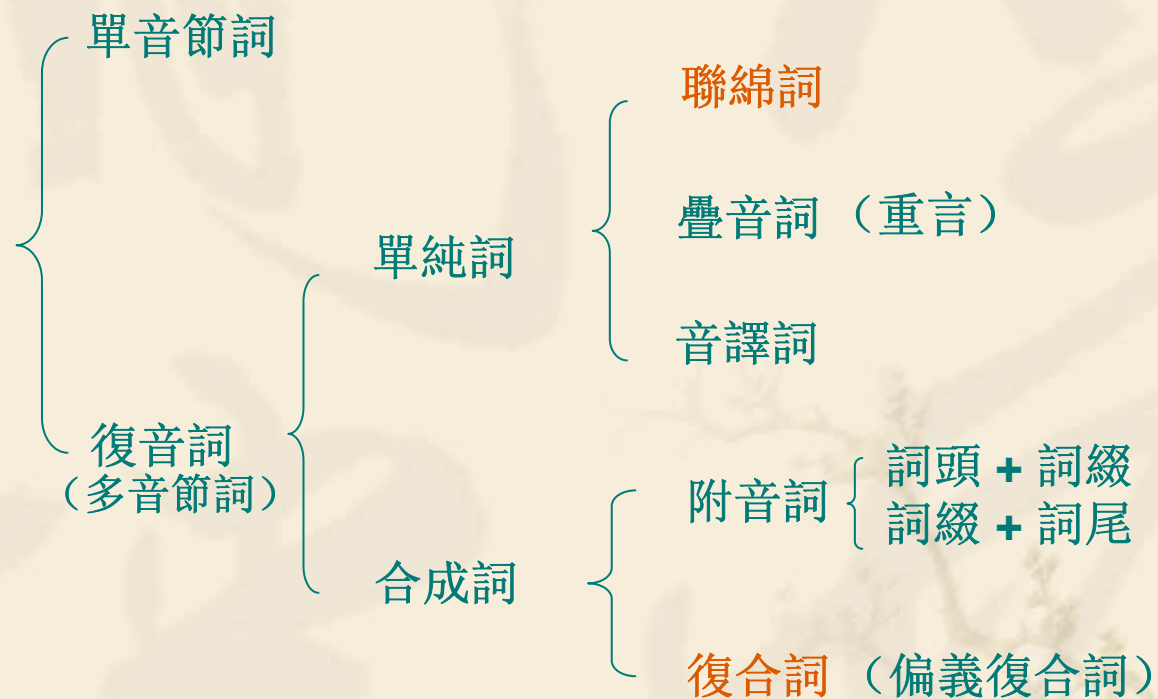 單音節詞
聯綿詞
疊音詞（重言）
單純詞
音譯詞
復音詞
（多音節詞）
附音詞
詞頭 + 詞綴
詞綴 + 詞尾
合成詞
復合詞（偏義復合詞）